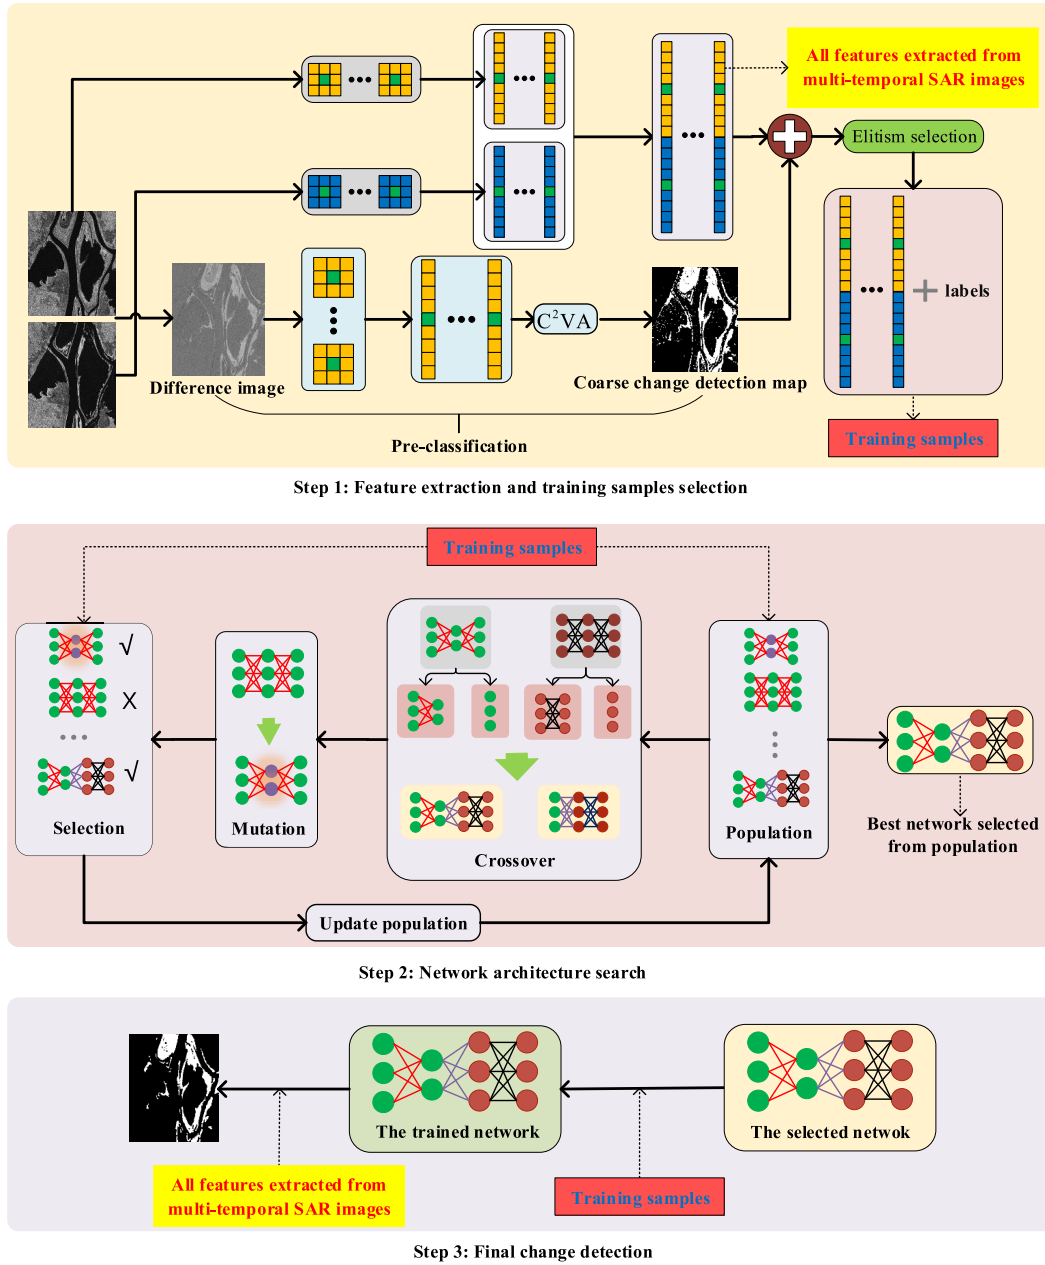 All features extracted from
multi-temporal SAR images
Elitism selection
labels
C²VA
Difference image
Coarse change detection map
Pre-classification
Training samples
Step 1: Feature extraction and training samples selection
Training samples
√
X
√
Selection
Mutation
Crossover
Population
Best network selected
from population
Update population
Step 2: Network architecture search
The trained network
The selected netwok
All features extracted from
multi-temporal SAR images
Training samples
Step 3: Final change detection